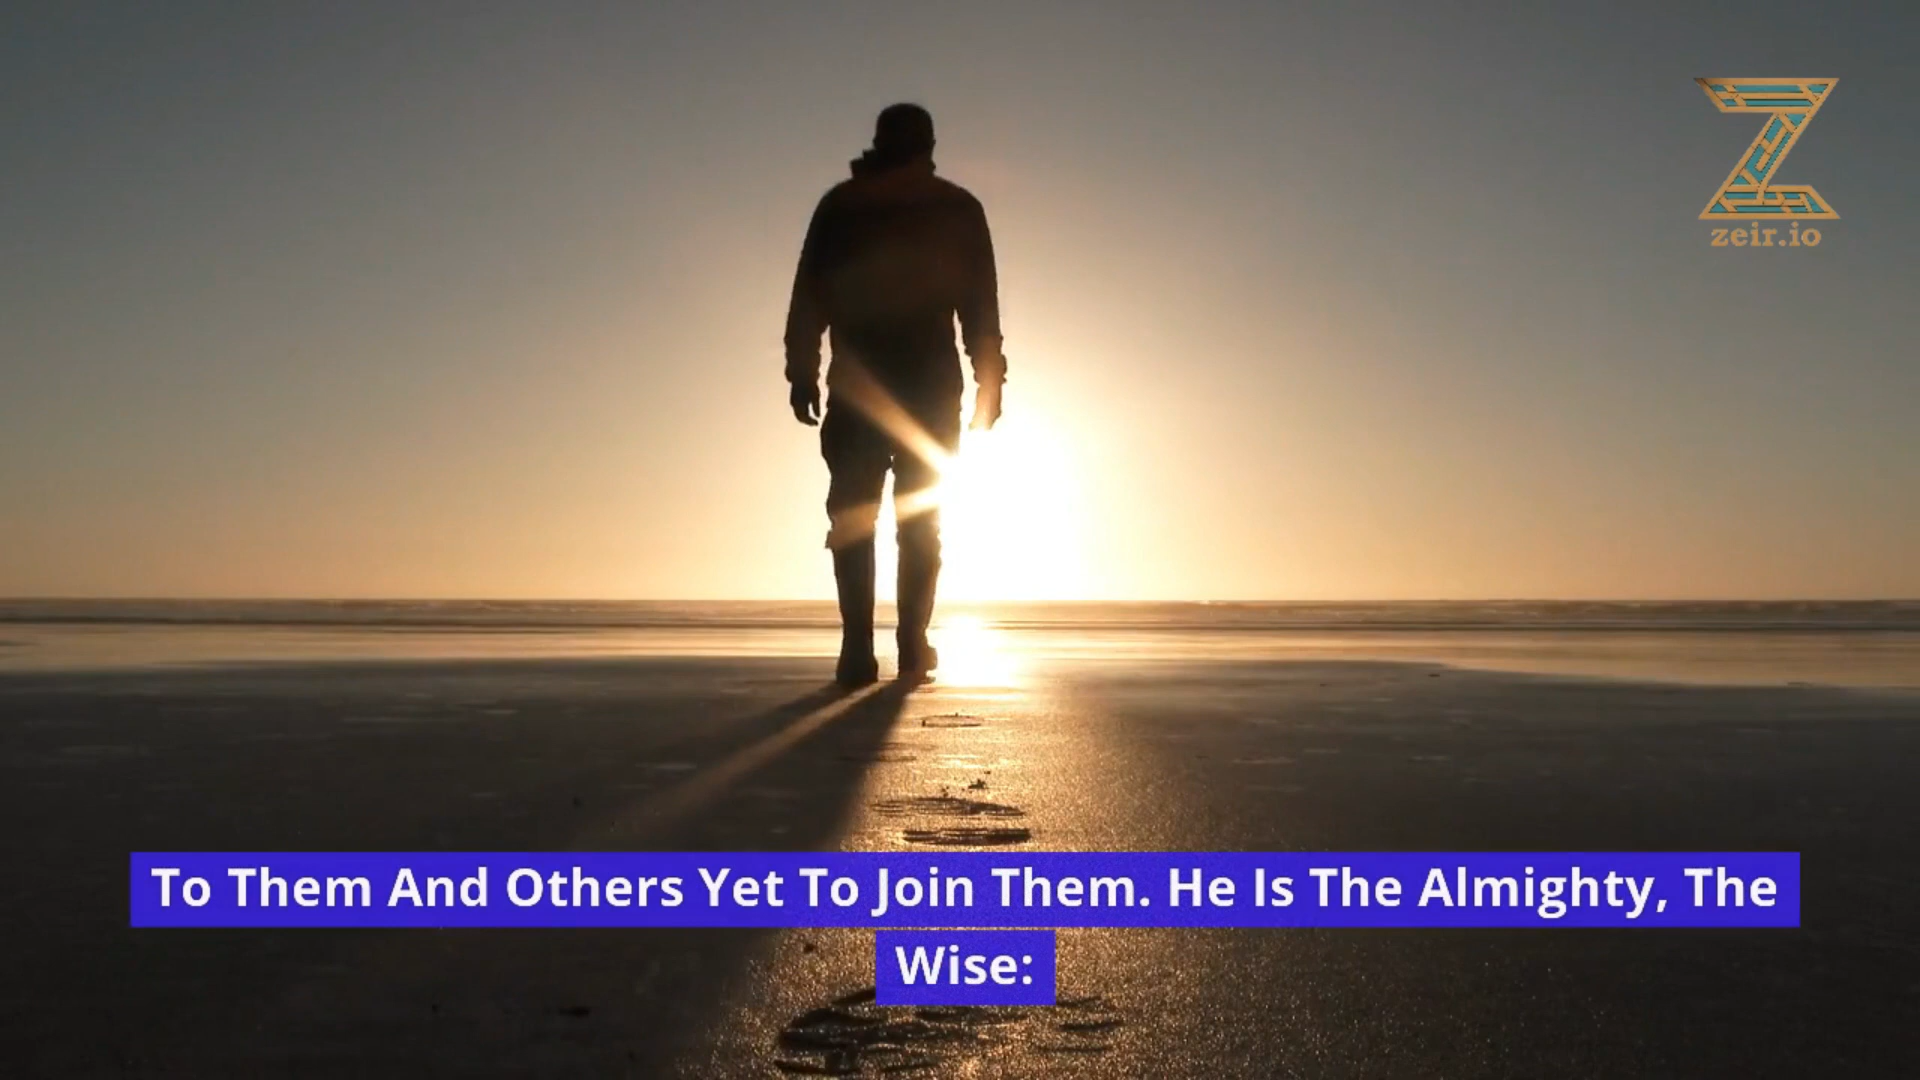 zeir.io
To Them And Others Yet To Join Them. He Is The Almighty, The
Wise: